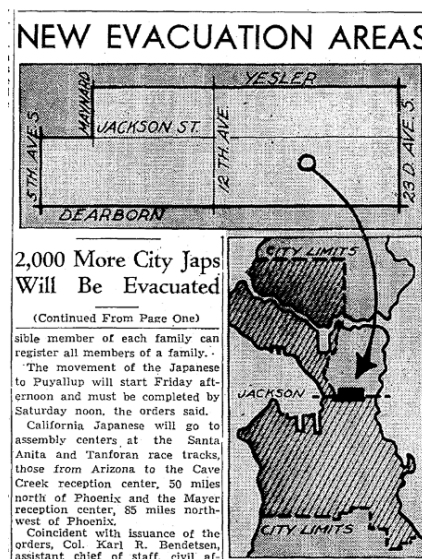 NEW EVACUATION AREAS
YESLER
MAYNARD
JACKSON ST.
5TH. AVE. S.
12 TH. AVE.
23 D. AVE. S.
DEARBORN
2,000 More City Japs
Will Be Evacuated
(Continued From Page One)
sible member of each family can
register all members of a family.
The movement of the Japanese
to Puyallup will start Friday aft-
ernoon and must be completed by
Saturday noon, the orders said.
California Japanese will go to
assembly centers at the Santa
Anita and Tanforan race tracks,
those from Arizona to the Cave
Creek reception center, 50 miles
north of Phoenix and the Mayer
reception center, 85 miles north-
west of Phoenix.
Coincident with issuance of the
orders, Col. Karl R. Bendetsen,
assistant chief of staff, civil af-
CITY LIMITS
JACKSON
CITY LIMITS